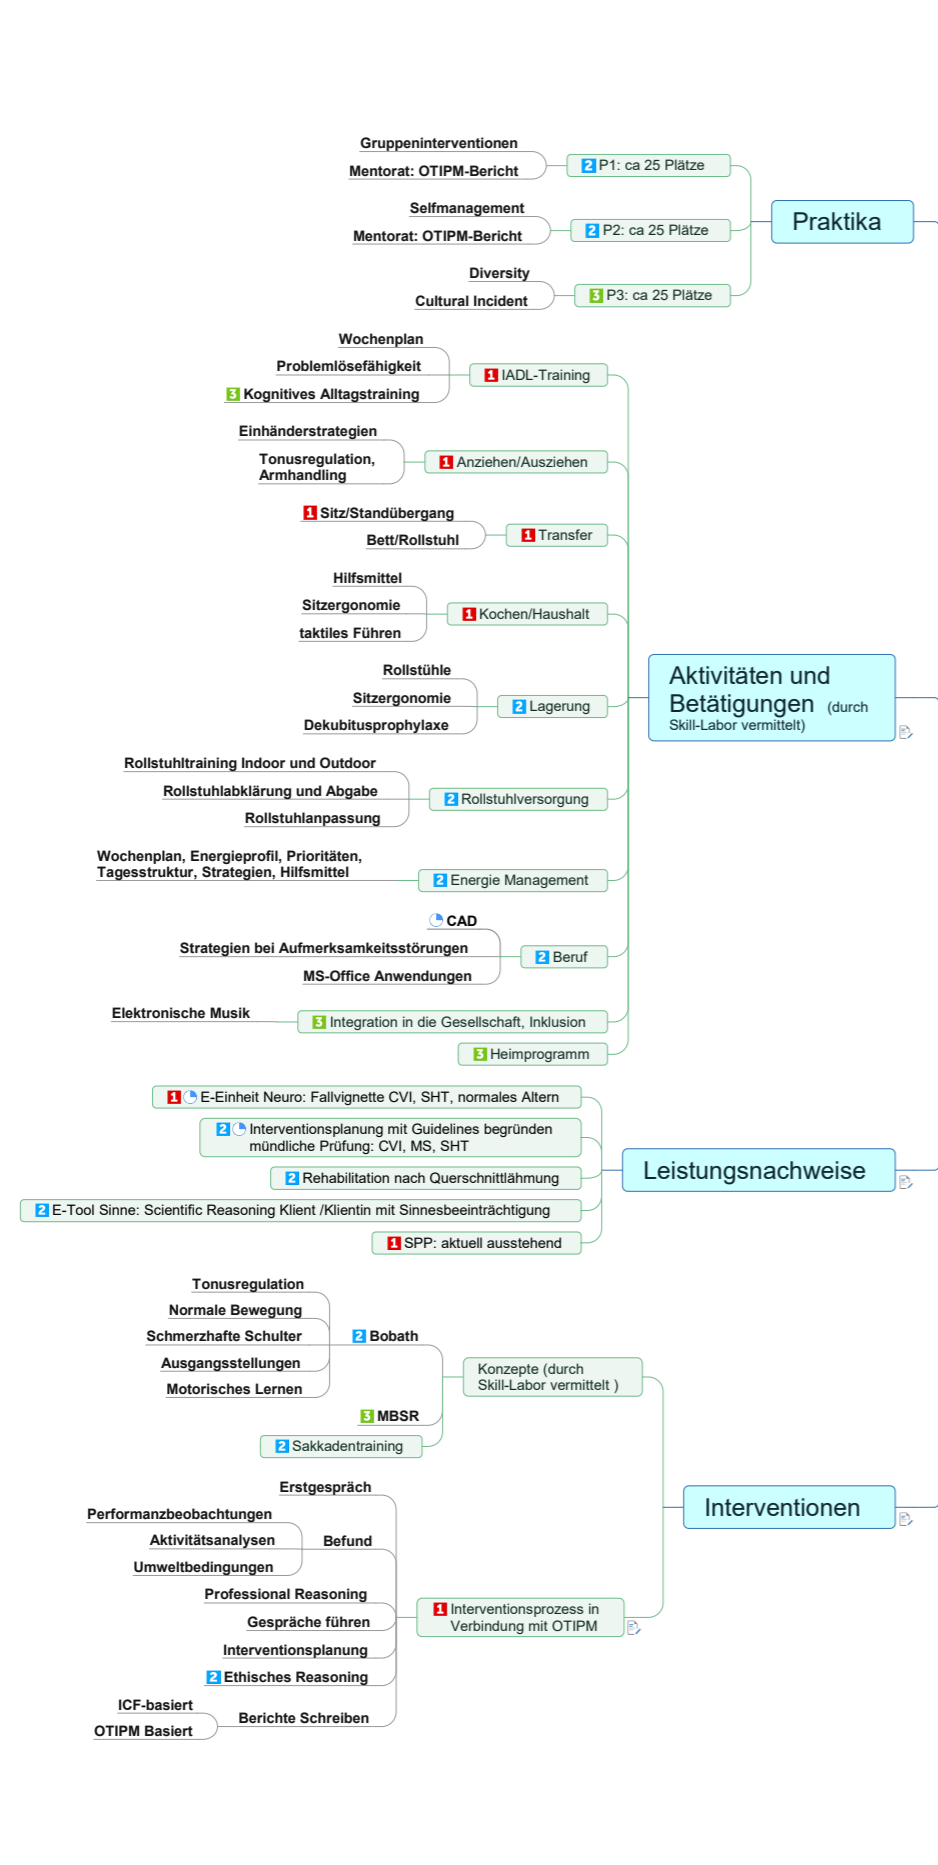 Gruppeninterventionen
Mentorat: OTIPM-Bericht
2 P1: ca 25 Plätze
Selfmanagement
Mentorat: OTIPM-Bericht
2 P2: ca 25 Plätze
Diversity
Cultural Incident
3 P3: ca 25 Plätze
Praktika
Wochenplan
Problemlösefähigkeit
3 Kognitives Alltagstraining
1 IADL-Training
Einhänderstrategien
Tonusregulation,
Armhandling
1 Anziehen/Ausziehen
1 Sitz/Standübergang
Bett/Rollstuhl
1 Transfer
Hilfsmittel
Sitzergonomie
taktiles Führen
1 Kochen/Haushalt
Rollstühle
Sitzergonomie
Dekubitusprophylaxe
2 Lagerung
Rollstuhltraining Indoor und Outdoor
Rollstuhlabklärung und Abgabe
Rollstuhlanpassung
2 Rollstuhlversorgung
Wochenplan, Energieprofil, Prioritäten,
Tagesstruktur, Strategien, Hilfsmittel
2 Energie Management
CAD
Strategien bei Aufmerksamkeitsstörungen
MS-Office Anwendungen
2 Beruf
Elektronische Musik
3 Integration in die Gesellschaft, Inklusion
3 Heimprogramm
Aktivitäten und
Betätigungen (durch
Skill-Labor vermittelt)
1 E-Einheit Neuro: Fallvignette CVI, SHT, normales Altern
2 Interventionsplanung mit Guidelines begründen
mündliche Prüfung: CVI, MS, SHT
2 Rehabilitation nach Querschnittlähmung
2 E-Tool Sinne: Scientific Reasoning Klient /Klientin mit Sinnesbeeinträchtigung
1 SPP: aktuell ausstehend
Leistungsnachweise
Tonusregulation
Normale Bewegung
Schmerzhafte Schulter
Ausgangsstellungen
Motorisches Lernen
2 Bobath
3 MBSR
2 Sakkadentraining
Konzepte (durch
Skill-Labor vermittelt )
Erstgespräch
Performanzbeobachtungen
Aktivitätsanalysen
Umweltbedingungen
Befund
Professional Reasoning
Gespräche führen
Interventionsplanung
2 Ethisches Reasoning
ICF-basiert
OTIPM Basiert
Berichte Schreiben
1 Interventionsprozess in
Verbindung mit OTIPM
Interventionen